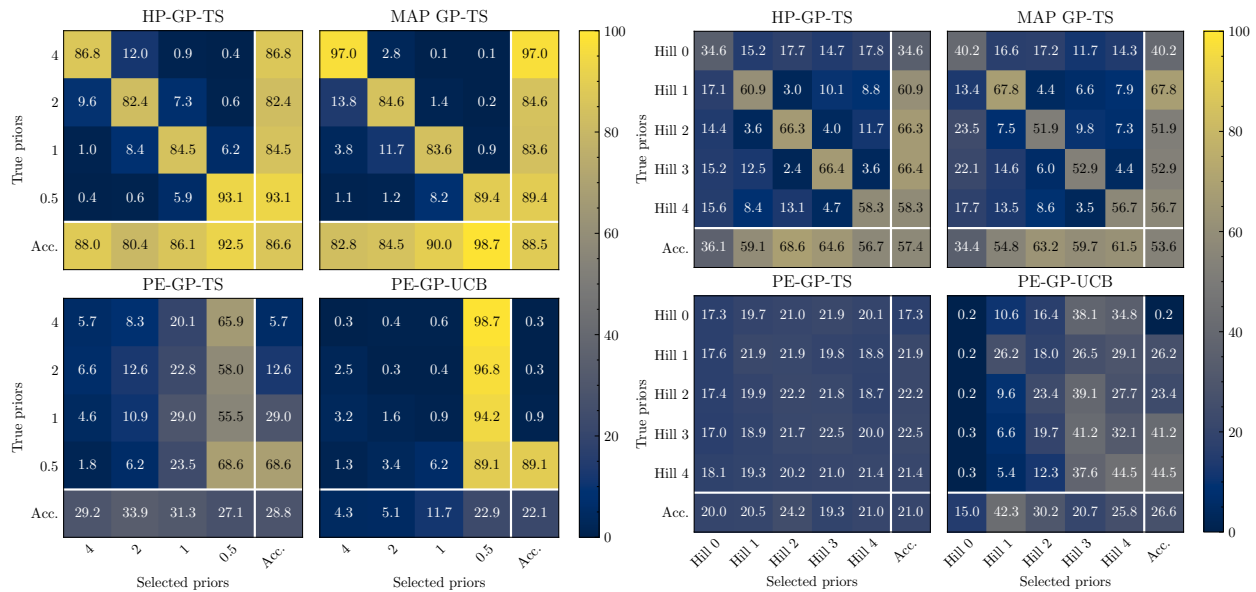 HP-GP-TS
MAP GP-TS
4 86.8 12.0 0.9 0.4 86.8
2 9.6 82.4 7.3 0.6 82.4
1 1.0 8.4 84.5 6.2 84.5
0.5 0.4 0.6 5.9 93.1 93.1
Acc. 88.0 80.4 86.1 92.5 86.6
True priors
97.0 2.8 0.1 0.1 97.0
13.8 84.6 1.4 0.2 84.6
3.8 11.7 83.6 0.9 83.6
1.1 1.2 8.2 89.4 89.4
82.8 84.5 90.0 98.7 88.5
PE-GP-TS
PE-GP-UCB
4 5.7 8.3 20.1 65.9 5.7
2 6.6 12.6 22.8 58.0 12.6
1 4.6 10.9 29.0 55.5 29.0
0.5 1.8 6.2 23.5 68.6 68.6
Acc. 29.2 33.9 31.3 27.1 28.8
True priors
4 2 1 0.5 Acc.
Selected priors
0.3 0.4 0.6 98.7 0.3
2.5 0.3 0.4 96.8 0.3
3.2 1.6 0.9 94.2 0.9
1.3 3.4 6.2 89.1 89.1
4.3 5.1 11.7 22.9 22.1
4 2 1 0.5 Acc.
Selected priors
100
80
60
40
20
0
HP-GP-TS
MAP GP-TS
Hill 0 34.6 15.2 17.7 14.7 17.8 34.6
Hill 1 17.1 60.9 3.0 10.1 8.8 60.9
Hill 2 14.4 3.6 66.3 4.0 11.7 66.3
Hill 3 15.2 12.5 2.4 66.4 3.6 66.4
Hill 4 15.6 8.4 13.1 4.7 58.3 58.3
Acc. 36.1 59.1 68.6 64.6 56.7 57.4
True priors
40.2 16.6 17.2 11.7 14.3 40.2
13.4 67.8 4.4 6.6 7.9 67.8
23.5 7.5 51.9 9.8 7.3 51.9
22.1 14.6 6.0 52.9 4.4 52.9
17.7 13.5 8.6 3.5 56.7 56.7
34.4 54.8 63.2 59.7 61.5 53.6
PE-GP-TS
PE-GP-UCB
Hill 0 17.3 19.7 21.0 21.9 20.1 17.3
Hill 1 17.6 21.9 21.9 19.8 18.8 21.9
Hill 2 17.4 19.9 22.2 21.8 18.7 22.2
Hill 3 17.0 18.9 21.7 22.5 20.0 22.5
Hill 4 18.1 19.3 20.2 21.0 21.4 21.4
Acc. 20.0 20.5 24.2 19.3 21.0 21.0
True priors
Hill 0 Hill 1 Hill 2 Hill 3 Hill 4 Acc.
Selected priors
0.2 10.6 16.4 38.1 34.8 0.2
0.2 26.2 18.0 26.5 29.1 26.2
0.2 9.6 23.4 39.1 27.7 23.4
0.3 6.6 19.7 41.2 32.1 41.2
0.3 5.4 12.3 37.6 44.5 44.5
15.0 42.3 30.2 20.7 25.8 26.6
Hill 0 Hill 1 Hill 2 Hill 3 Hill 4 Acc.
Selected priors
100
80
60
40
20
0